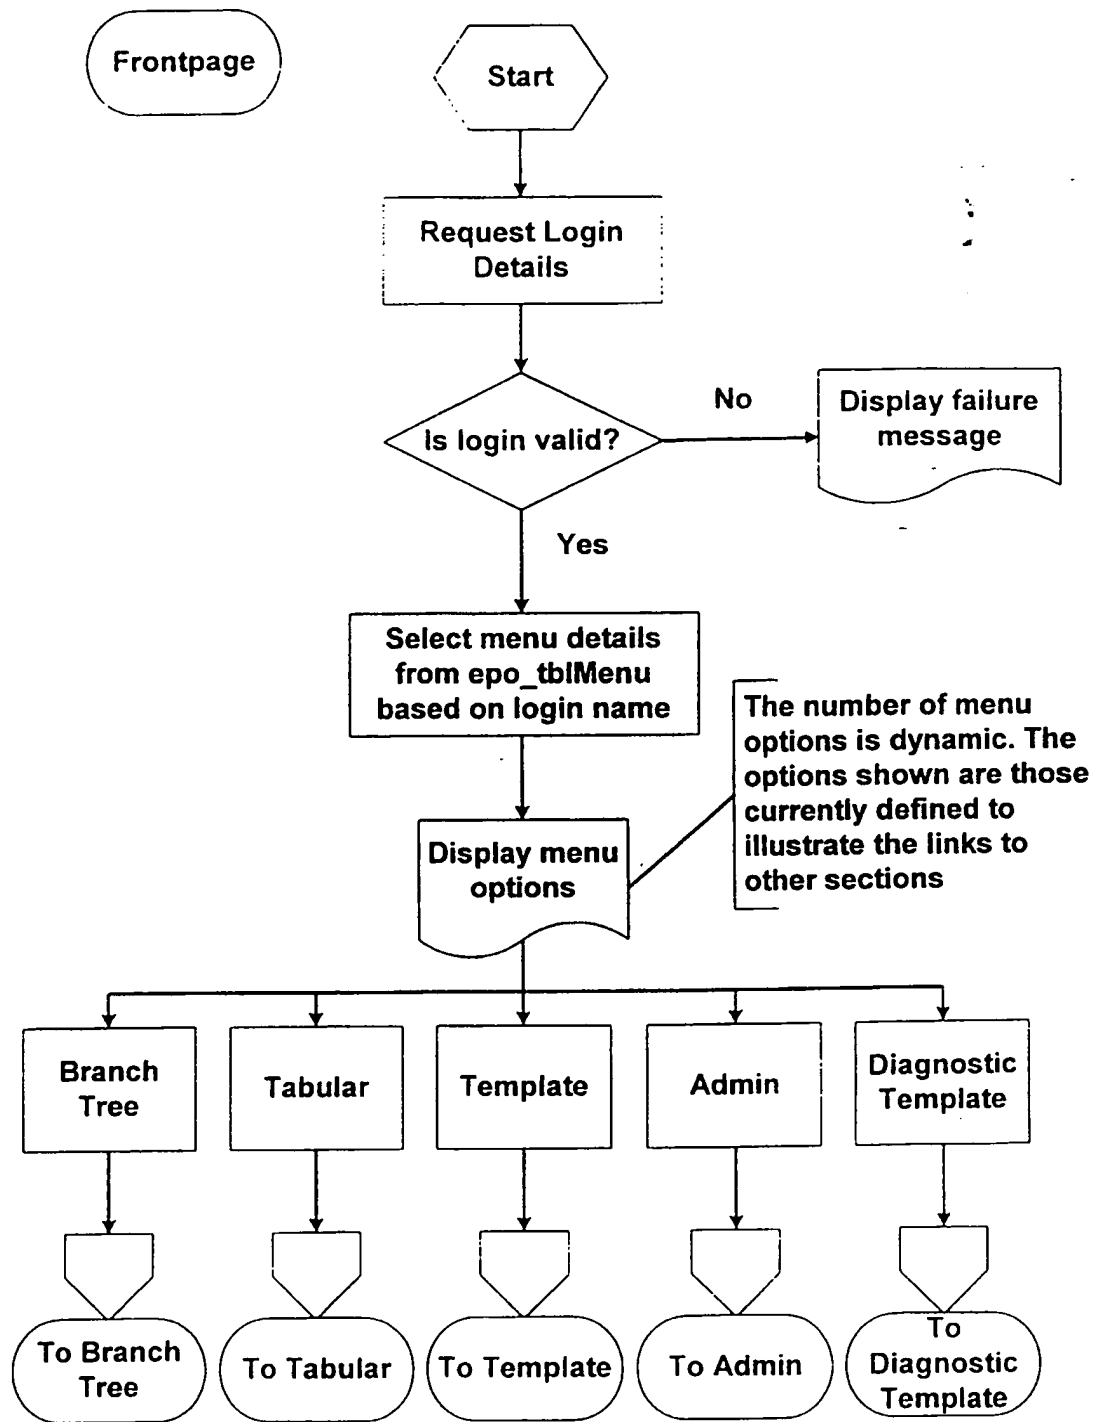 Frontpage
Start
Request Login
Details
Is login valid?
No
Display failure
message
Yes
Select menu details
from epo_tblMenu
based on login name
The number of menu
options is dynamic. The
options shown are those
currently defined to
illustrate the links to
other sections
Display menu
options
Branch
Tree
Tabular
Template
Admin
Diagnostic
Template
To Branch
Tree
To Tabular
To Template
To Admin
To
Diagnostic
Template